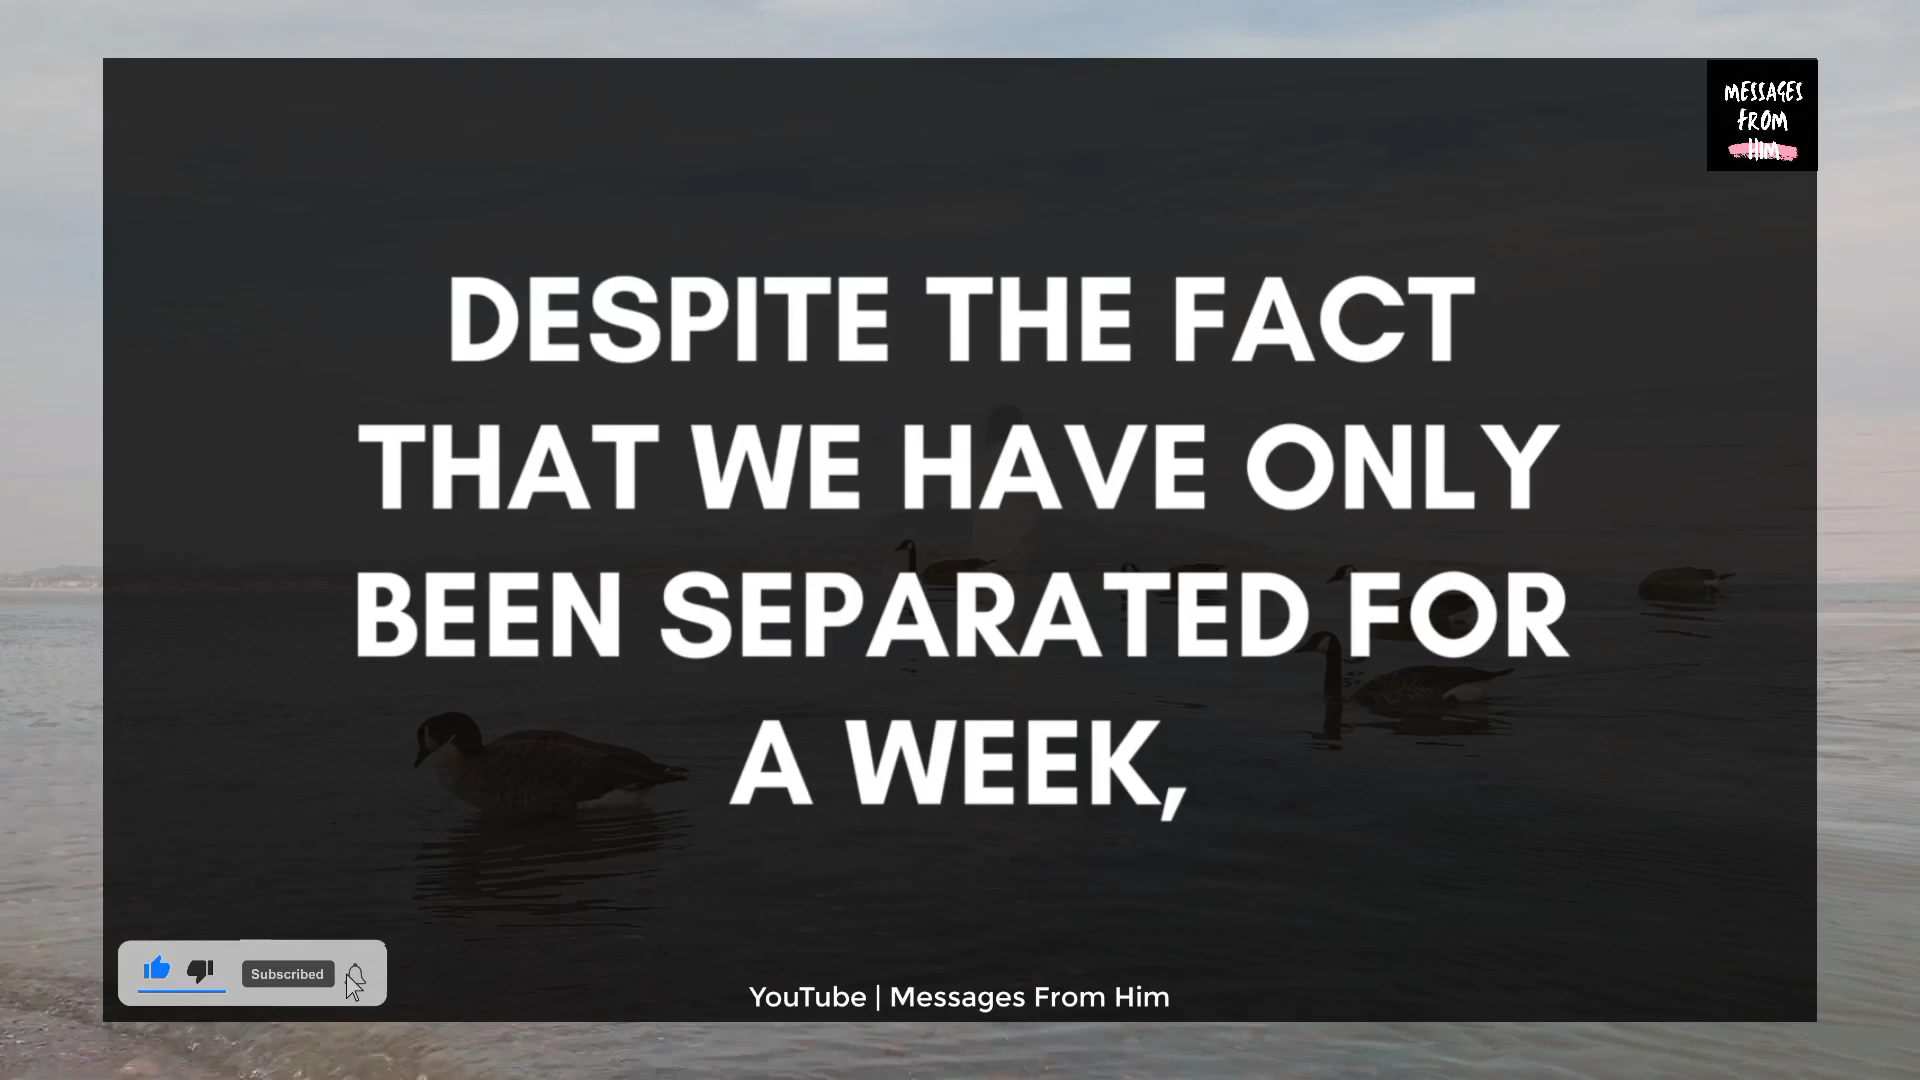 MESSAGES
FROM
HIM
DESPITE THE FACT
THAT WE HAVE ONLY
BEEN SEPARATED FOR
A WEEK,
Subscribed
YouTube | Messages From Him